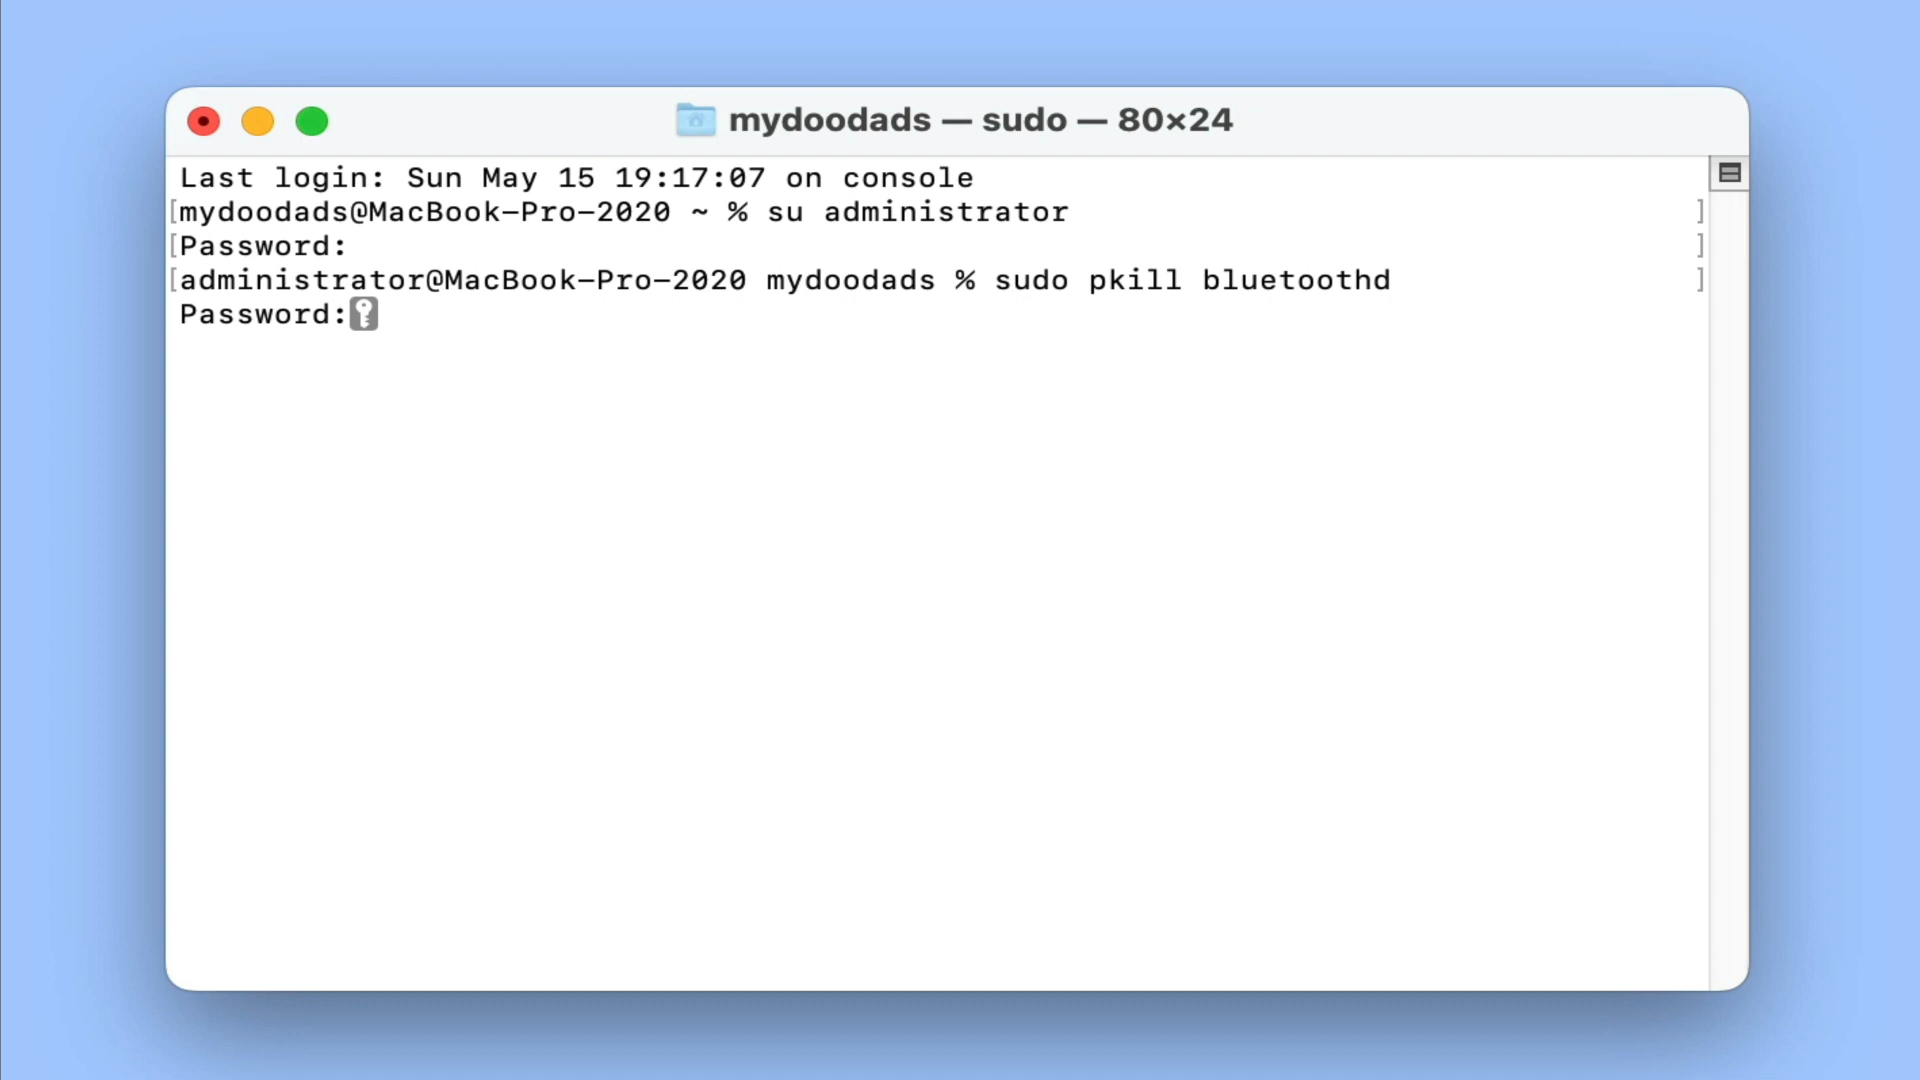 mydoodads — sudo — 80×24
Last login: Sun May 15 19:17:07 on console
[mydoodads@MacBook-Pro-2020 ~ % su administrator ]
[Password: ]
[administrator@MacBook-Pro-2020 mydoodads % sudo pkill bluetoothd ]
Password: